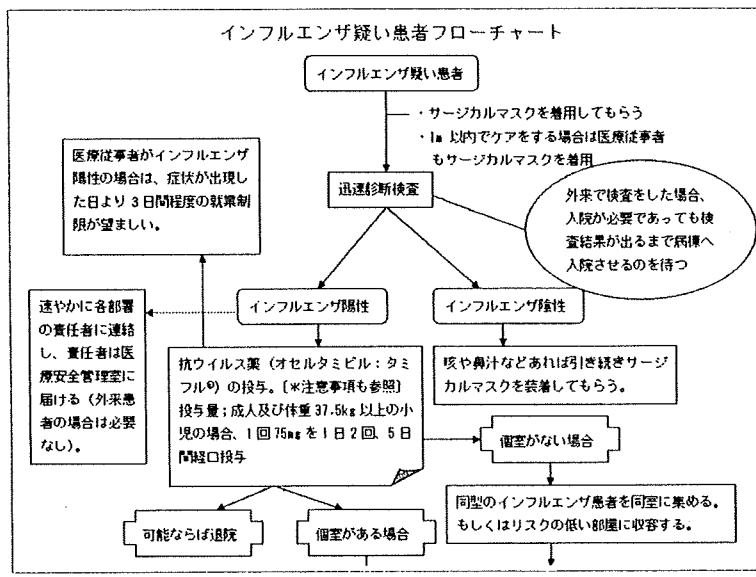 インフルエンザ疑い患者フローチャート
インフルエンザ疑い患者
・サージカルマスクを着用してもらう
・1m 以内でケアをする場合は医療従事者
もサージカルマスクを着用
医療従事者がインフルエンザ
陽性の場合は、症状が出現し
た日より 3 日間程度の就業制
限が望ましい。
迅速診断検査
外来で検査をした場合、
入院が必要であっても検
査結果が出るまで病棟へ
入院させるのを待つ
速やかに各部署
の責任者に連絡
し、責任者は医
療安全管理室に
届ける（外来患
者の場合は必要
なし）。
インフルエンザ陽性
インフルエンザ陰性
抗ウイルス薬（オセルタミビル：タミ
フル®）の投与。[※注意事項も参照]
投与量；成人及び体重 37.5kg 以上の小
児の場合、1 回 75mg を 1 日 2 回、5 日
間経口投与
咳や鼻汁などあれば引き続きサージ
カルマスクを装着してもらう。
個室がない場合
同型のインフルエンザ患者を同室に集める。
もしくはリスクの低い部屋に収容する。
可能ならば退院
個室がある場合